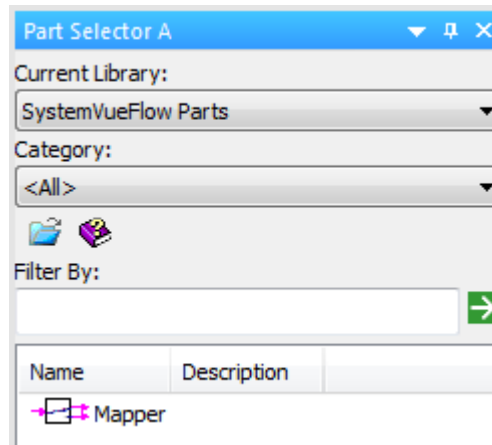 Part Selector A
Current Library:
SystemVueFlow Parts
Category:
<All>
Filter By:
Name Description
Mapper